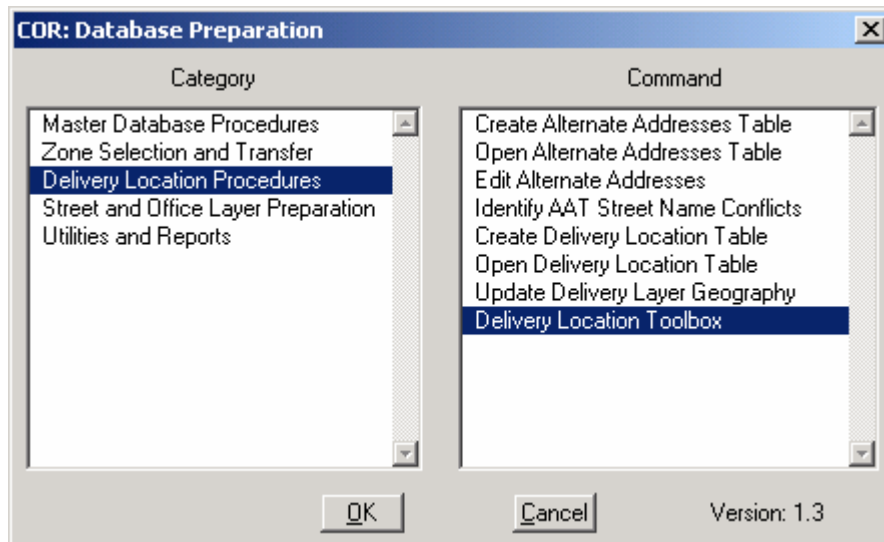 COR: Database Preparation
Category
Command
Master Database Procedures
Zone Selection and Transfer
Delivery Location Procedures
Street and Office Layer Preparation
Utilities and Reports
Create Alternate Addresses Table
Open Alternate Addresses Table
Edit Alternate Addresses
Identify AAT Street Name Conflicts
Create Delivery Location Table
Open Delivery Location Table
Update Delivery Layer Geography
Delivery Location Toolbox
OK
Cancel
Version: 1.3